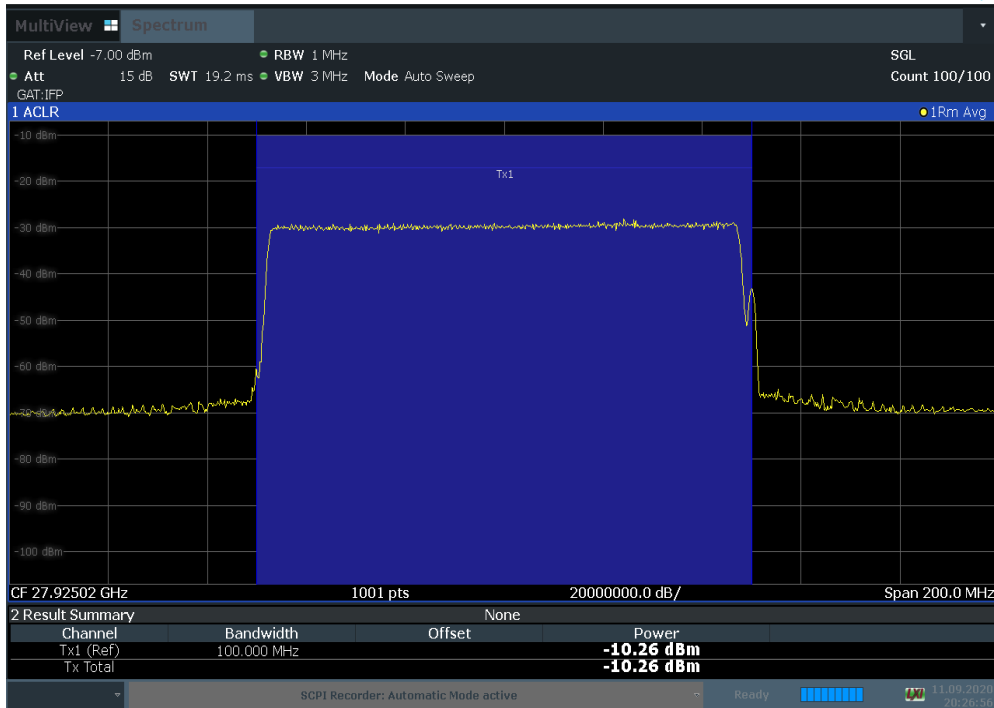 MultiView Spectrum
Ref Level -7.00 dBm RBW 1 MHz SGL
Att 15 dB SWT 19.2 ms VBW 3 MHz Mode Auto Sweep Count 100/100
GAT:IFP
1 ACLR 1Rm Avg
-10 dBm
Tx1
-20 dBm
-30 dBm
-40 dBm
-50 dBm
-60 dBm
-70 dBm
-80 dBm
-90 dBm
-100 dBm
CF 27.92502 GHz 1001 pts 20000000.0 dB/ Span 200.0 MHz
2 Result Summary None
Channel Bandwidth Offset Power
Tx1 (Ref) 100.000 MHz -10.26 dBm
Tx Total -10.26 dBm
SCPI Recorder: Automatic Mode active Ready LXI 11.09.2020
20:26:56